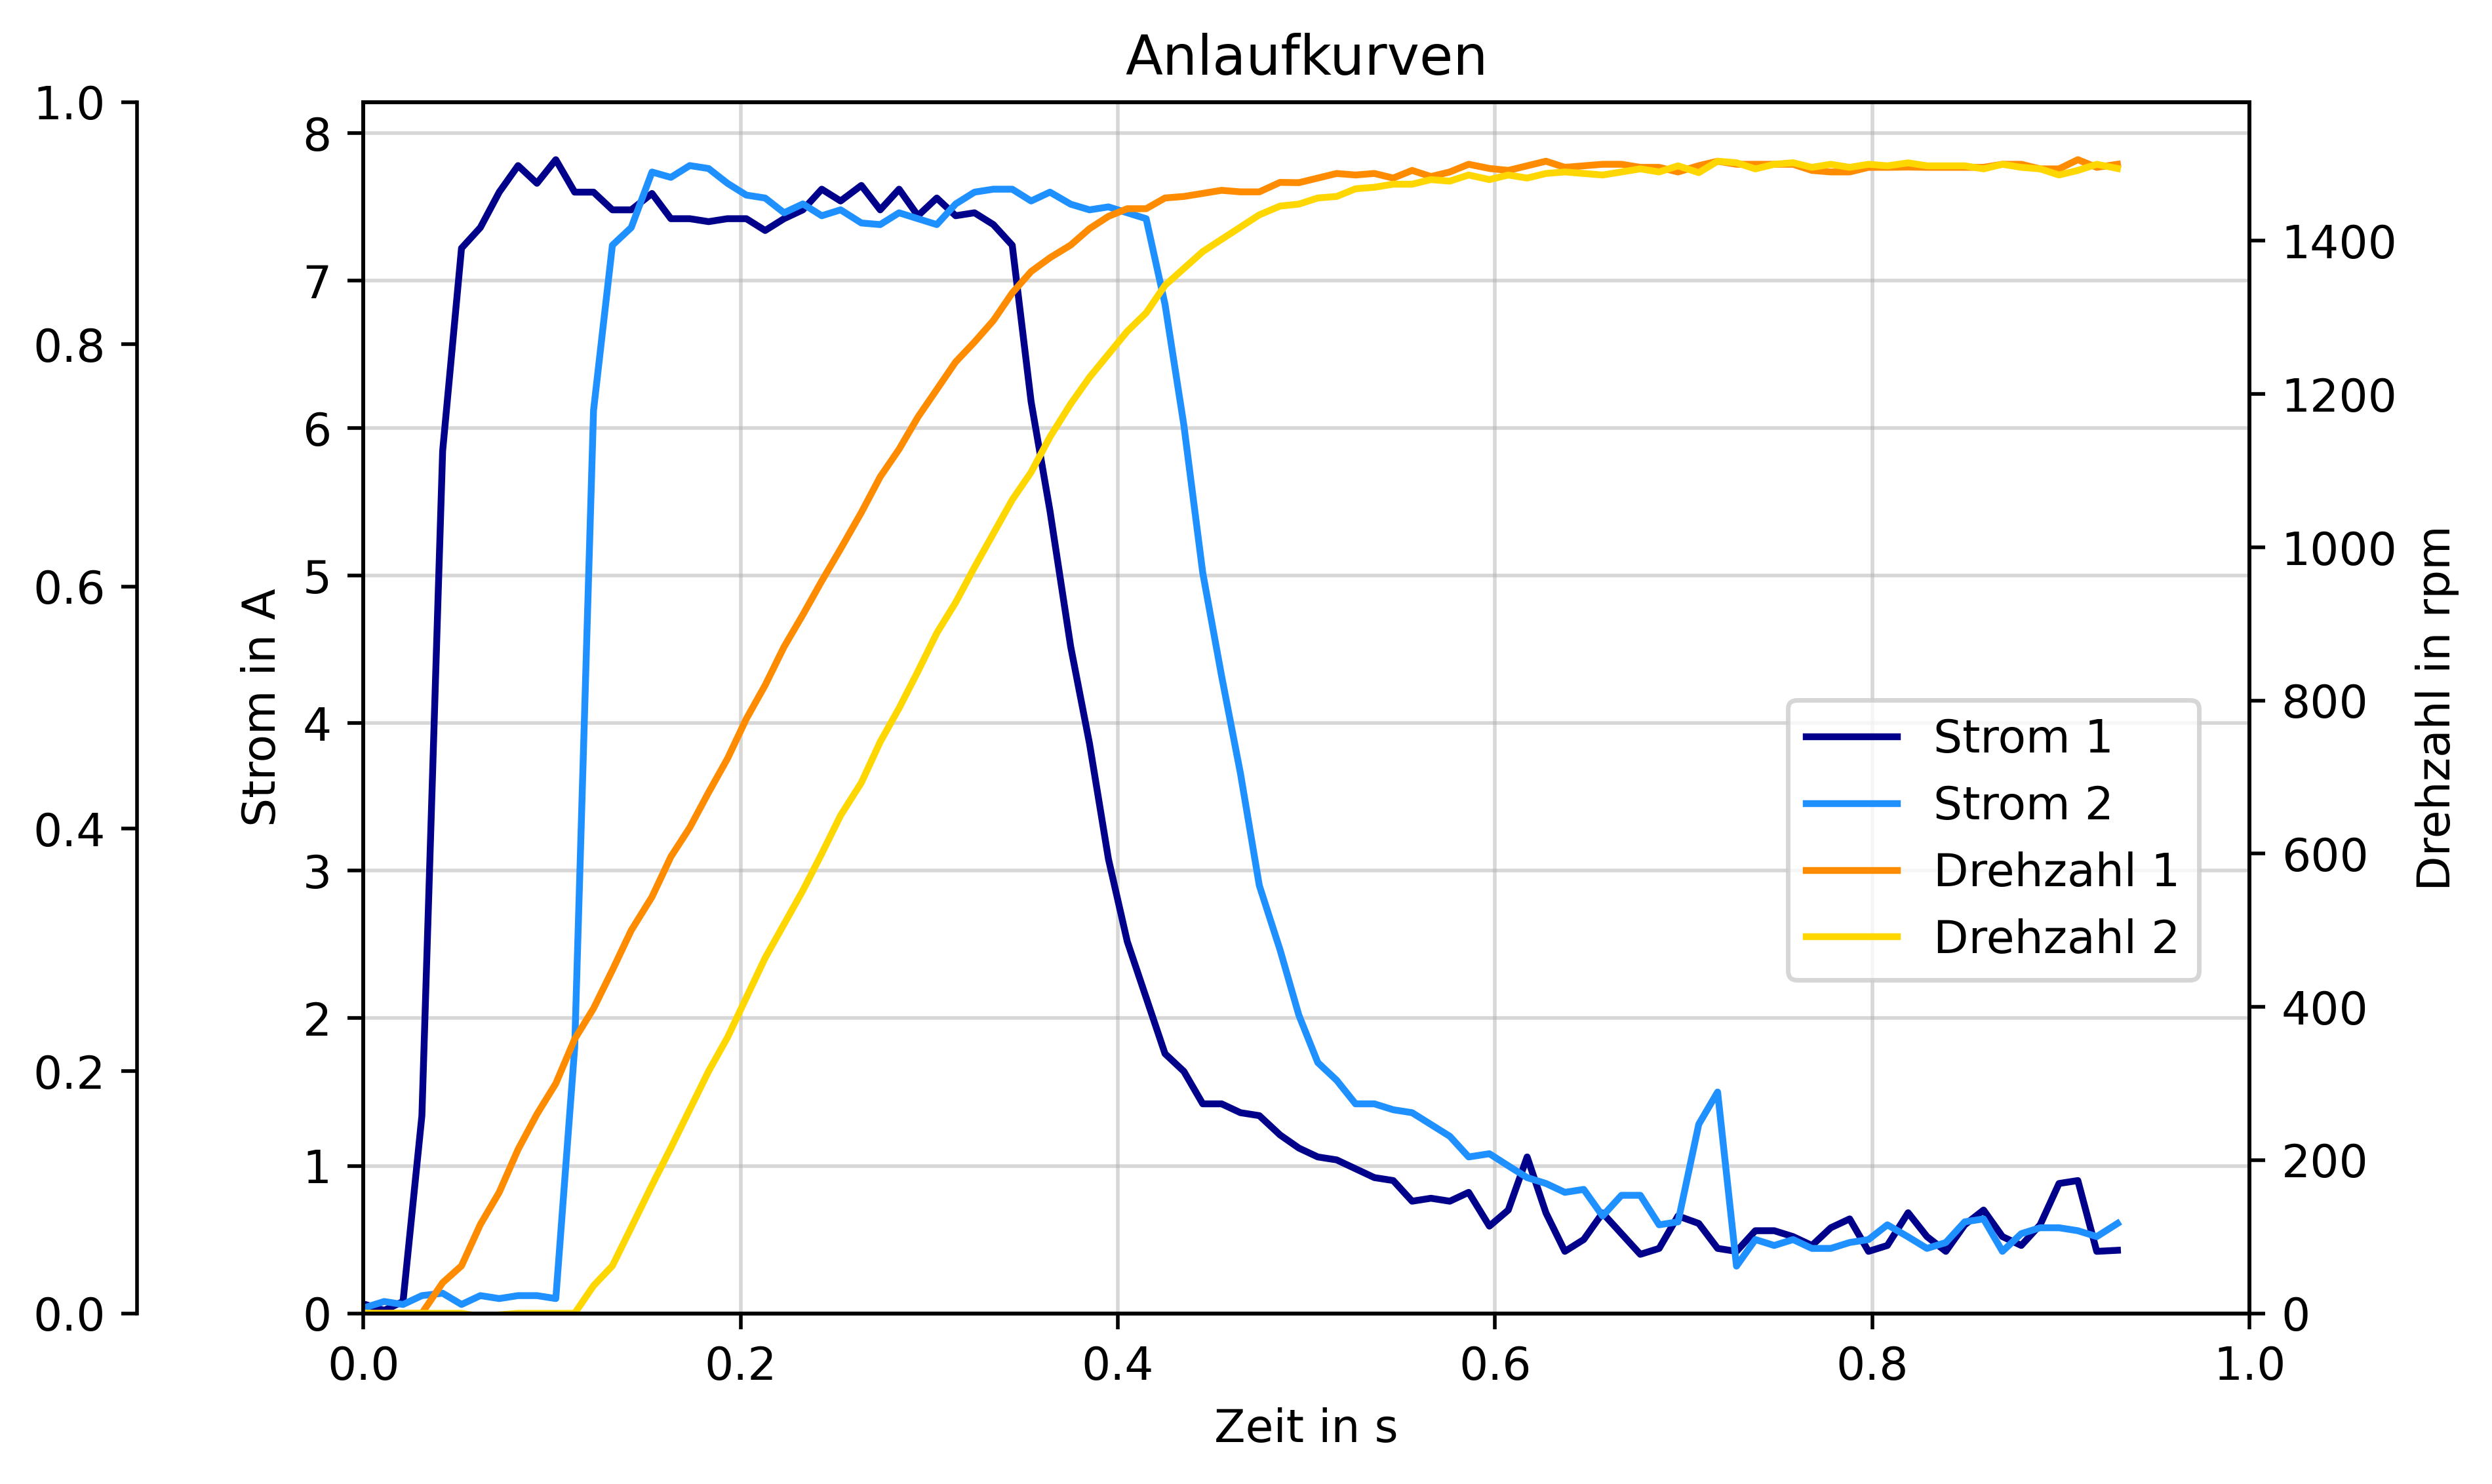 Anlaufkurven
1.0
0.8
0.6
0.4
0.2
0.0
Strom in A
8
7
6
5
4
3
2
1
0
1400
1200
1000
800
600
400
200
0
Drehzahl in rpm
Strom 1
Strom 2
Drehzahl 1
Drehzahl 2
0.0 0.2 0.4 0.6 0.8 1.0
Zeit in s